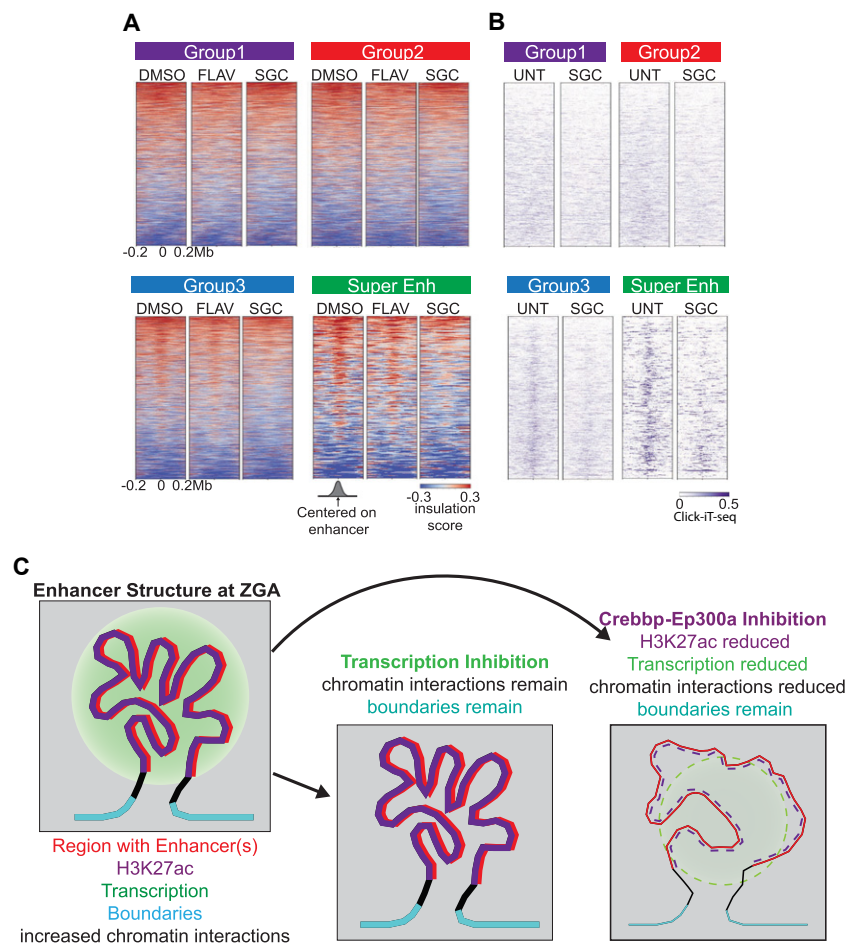 A
B
Group1
Group2
Group1
Group2
DMSO FLAV SGC
DMSO FLAV SGC
UNT SGC
UNT SGC
-0.2 0 0.2Mb
Group3
Super Enh
Group3
Super Enh
DMSO FLAV SGC
DMSO FLAV SGC
UNT SGC
UNT SGC
-0.2 0 0.2Mb
Centered on
enhancer
-0.3 0.3
insulation
score
0 0.5
Click-iT-seq
C
Enhancer Structure at ZGA
Region with Enhancer(s)
H3K27ac
Transcription
Boundaries
increased chromatin interactions
Transcription Inhibition
chromatin interactions remain
boundaries remain
Crebbp-Ep300a Inhibition
H3K27ac reduced
Transcription reduced
chromatin interactions reduced
boundaries remain